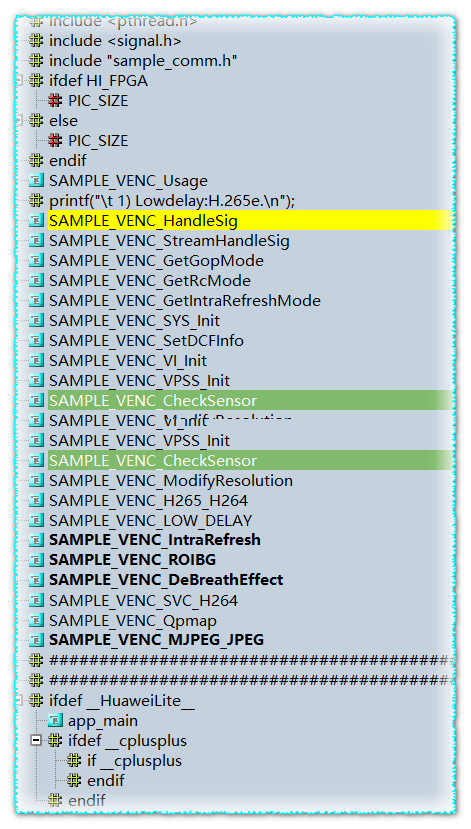 include <pthread.h>
include <signal.h>
include "sample_comm.h"
ifdef HI_FPGA
PIC_SIZE
else
PIC_SIZE
endif
SAMPLE_VENC_Usage
printf("\t 1) Lowdelay:H.265e.\n");
SAMPLE_VENC_HandleSig
SAMPLE_VENC_StreamHandleSig
SAMPLE_VENC_GetGopMode
SAMPLE_VENC_GetRcMode
SAMPLE_VENC_GetIntraRefreshMode
SAMPLE_VENC_SYS_Init
SAMPLE_VENC_SetDCFInfo
SAMPLE_VENC_VI_Init
SAMPLE_VENC_VPSS_Init
SAMPLE_VENC_CheckSensor
SAMPLE_VENC_ModifyResolution
SAMPLE_VENC_VPSS_Init
SAMPLE_VENC_CheckSensor
SAMPLE_VENC_ModifyResolution
SAMPLE_VENC_H265_H264
SAMPLE_VENC_LOW_DELAY
SAMPLE_VENC_IntraRefresh
SAMPLE_VENC_ROIBG
SAMPLE_VENC_DeBreathEffect
SAMPLE_VENC_SVC_H264
SAMPLE_VENC_Qpmap
SAMPLE_VENC_MJPEG_JPEG
#########################################
#########################################
ifdef __HuaweiLite__
app_main
ifdef __cplusplus
if __cplusplus
endif
endif